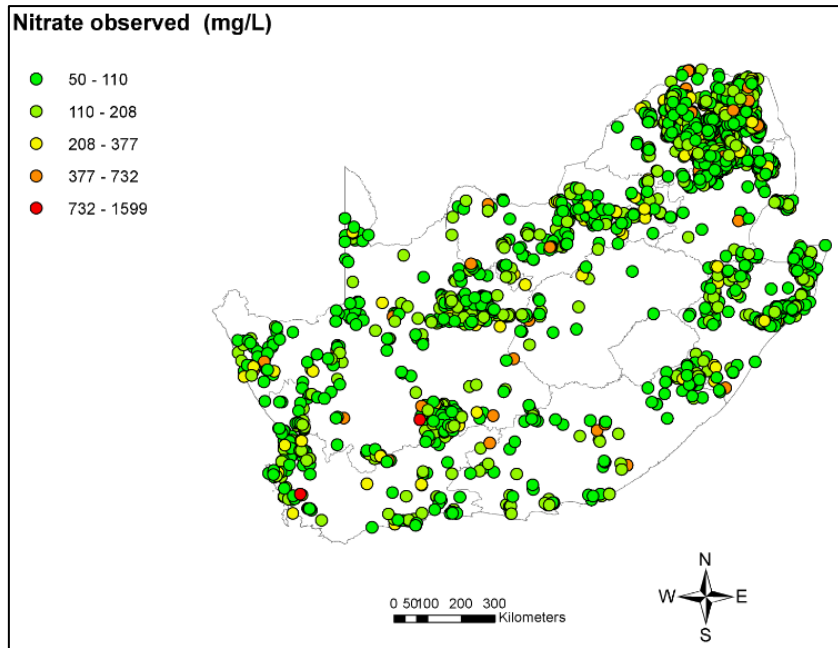 Nitrate observed (mg/L)
50 - 110
110 - 208
208 - 377
377 - 732
732 - 1599
N
W E
S
0 50100 200 300
Kilometers